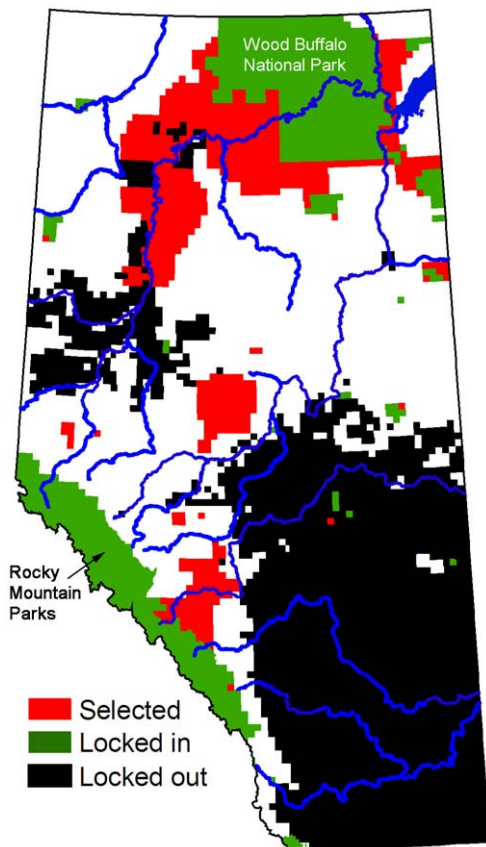 Wood Buffalo
National Park
Rocky
Mountain
Parks
Selected
Locked in
Locked out